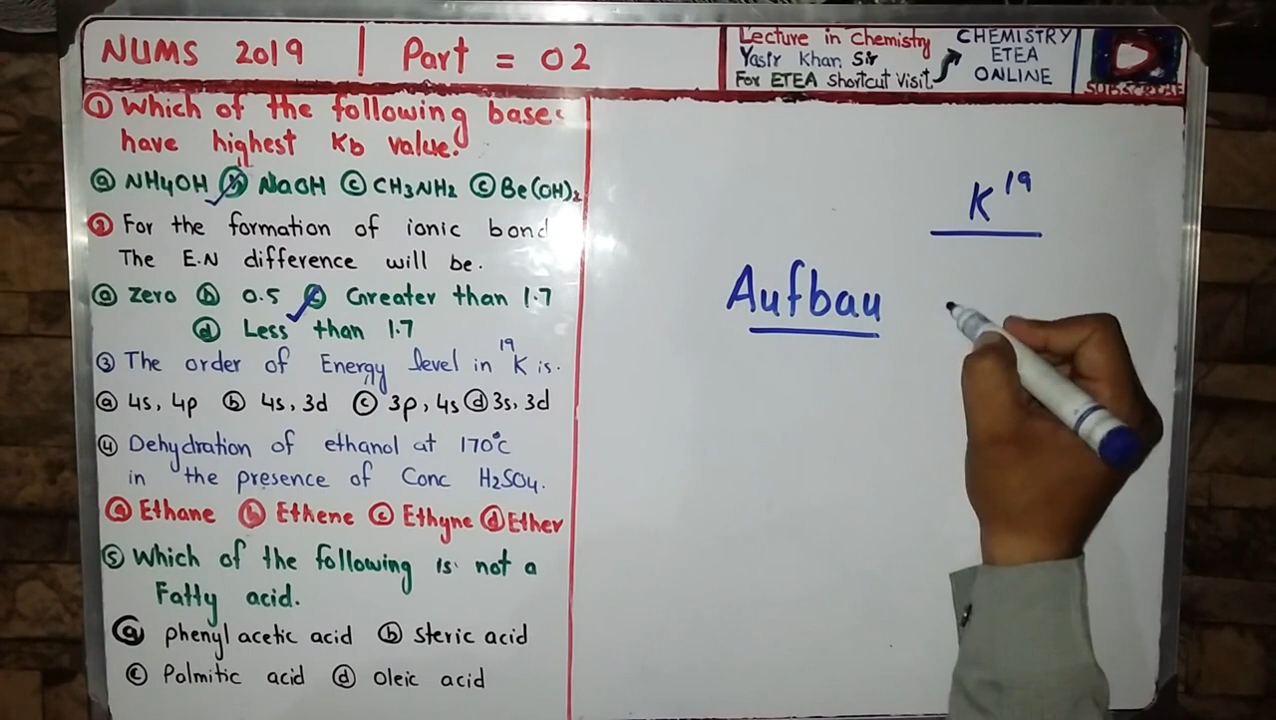 NUMS 2019 | Part = 02
Lecture in Chemistry
Yasir Khan Sir
For ETEA Shortcut Visit
CHEMISTRY
ETEA
ONLINE
SUBSCRIBE
① Which of the following base
have highest Kb value?
ⓐ NH4OH ⓑ NaOH ⓒ CH3NH2 ⓒ Be(OH)2
② For the formation of ionic bond
The E.N difference will be.
ⓐ Zero ⓑ 0.5 ⓒ Greater than 1.7
ⓓ Less than 1.7
③ The order of Energy level in 19K is.
ⓐ 4s, 4p ⓑ 4s, 3d ⓒ 3p, 4s ⓓ 3s, 3d
④ Dehydration of ethanol at 170°C
in the presence of Conc H2SO4.
ⓐ Ethane ⓑ Ethene ⓒ Ethyne ⓓ Ether
⑤ Which of the following is not a
Fatty acid.
ⓐ phenyl acetic acid ⓑ Steric acid
ⓒ Palmitic acid ⓓ Oleic acid
K19
Aufbau